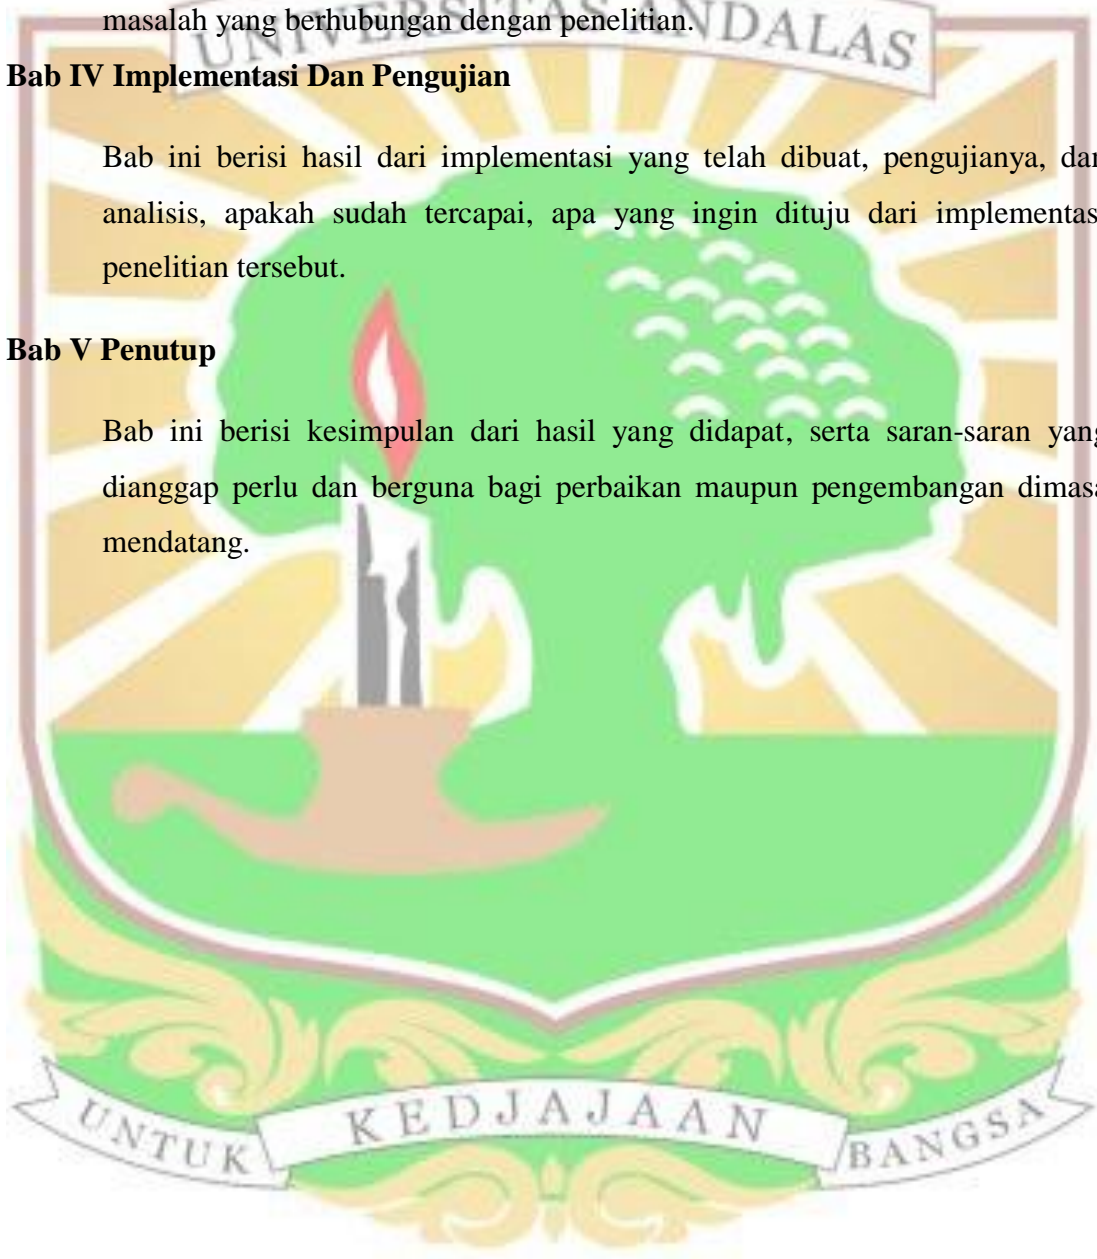 masalah yang berhubungan dengan penelitian.
UNIVERSITAS ANDALAS
Bab IV Implementasi Dan Pengujian
Bab ini berisi hasil dari implementasi yang telah dibuat, pengujianya, dan
analisis, apakah sudah tercapai, apa yang ingin dituju dari implementasi
penelitian tersebut.
Bab V Penutup
Bab ini berisi kesimpulan dari hasil yang didapat, serta saran-saran yang
dianggap perlu dan berguna bagi perbaikan maupun pengembangan dimasa
mendatang.
UNTUK KEDJAJAAN BANGSA